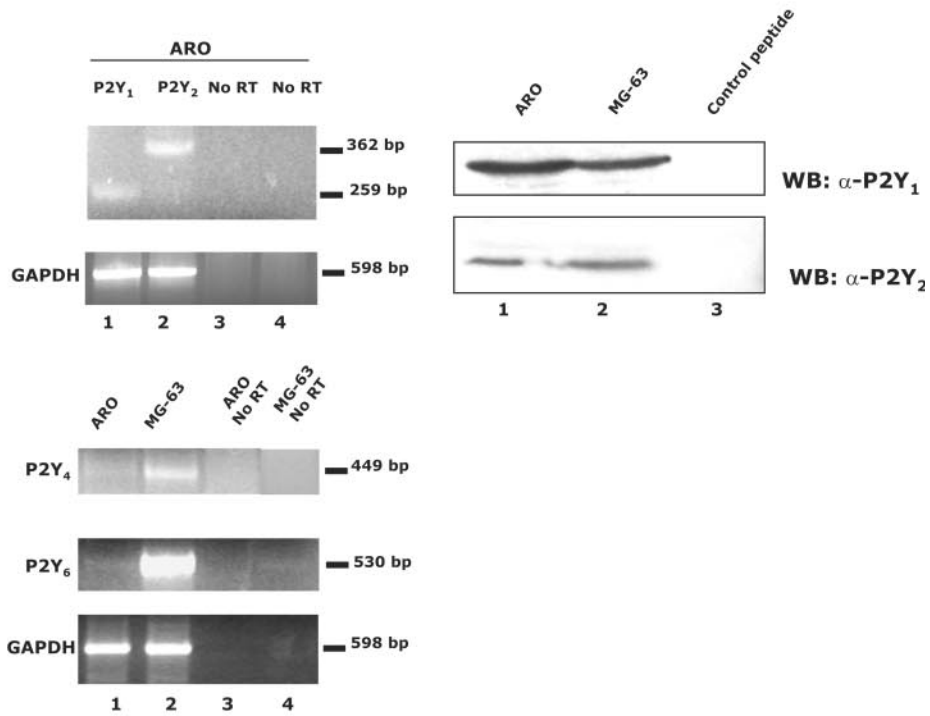 ARO
P2Y₁ P2Y₂ No RT No RT
362 bp
259 bp
GAPDH 598 bp
1 2 3 4
ARO MG-63 Control peptide
WB: α-P2Y₁
WB: α-P2Y₂
1 2 3
ARO MG-63 ARO No RT MG-63 No RT
P2Y₄ 449 bp
P2Y₆ 530 bp
GAPDH 598 bp
1 2 3 4